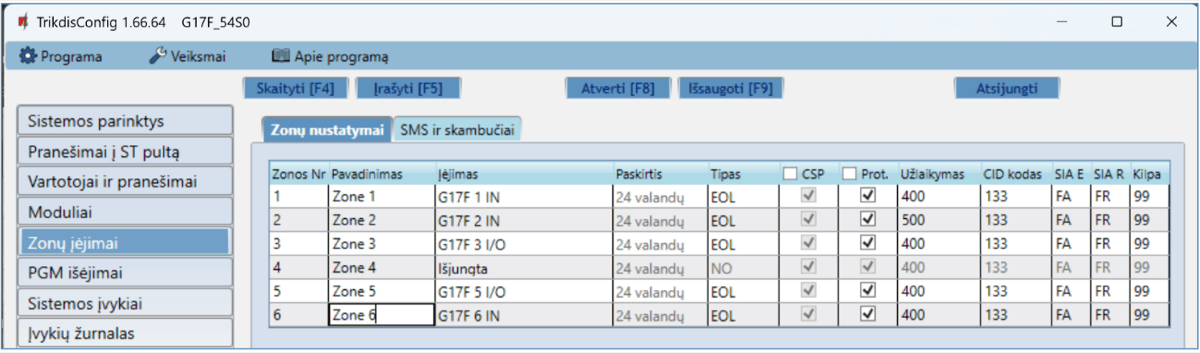 TrikdisConfig 1.66.64 G17F_54S0
Programa Veiksmai Apie programą
Skaityti [F4] Įrašyti [F5] Atverti [F8] Išsaugoti [F9] Atsijungti
Sistemos parinktys
Pranešimai į ST pultą
Vartotojai ir pranešimai
Moduliai
Zonų įėjimai
PGM išėjimai
Sistemos įvykiai
Įvykių žurnalas
Zonų nustatymai SMS ir skambučiai
Zonos Nr Pavadinimas Įėjimas Paskirtis Tipas CSP Prot. Užlaikymas CID kodas SIA E SIA R Kilpa
1 Zone 1 G17F 1 IN 24 valandų EOL 400 133 FA FR 99
2 Zone 2 G17F 2 IN 24 valandų EOL 500 133 FA FR 99
3 Zone 3 G17F 3 I/O 24 valandų EOL 400 133 FA FR 99
4 Zone 4 Išjungta 24 valandų NO 400 133 FA FR 99
5 Zone 5 G17F 5 I/O 24 valandų EOL 400 133 FA FR 99
6 Zone 6 G17F 6 IN 24 valandų EOL 400 133 FA FR 99